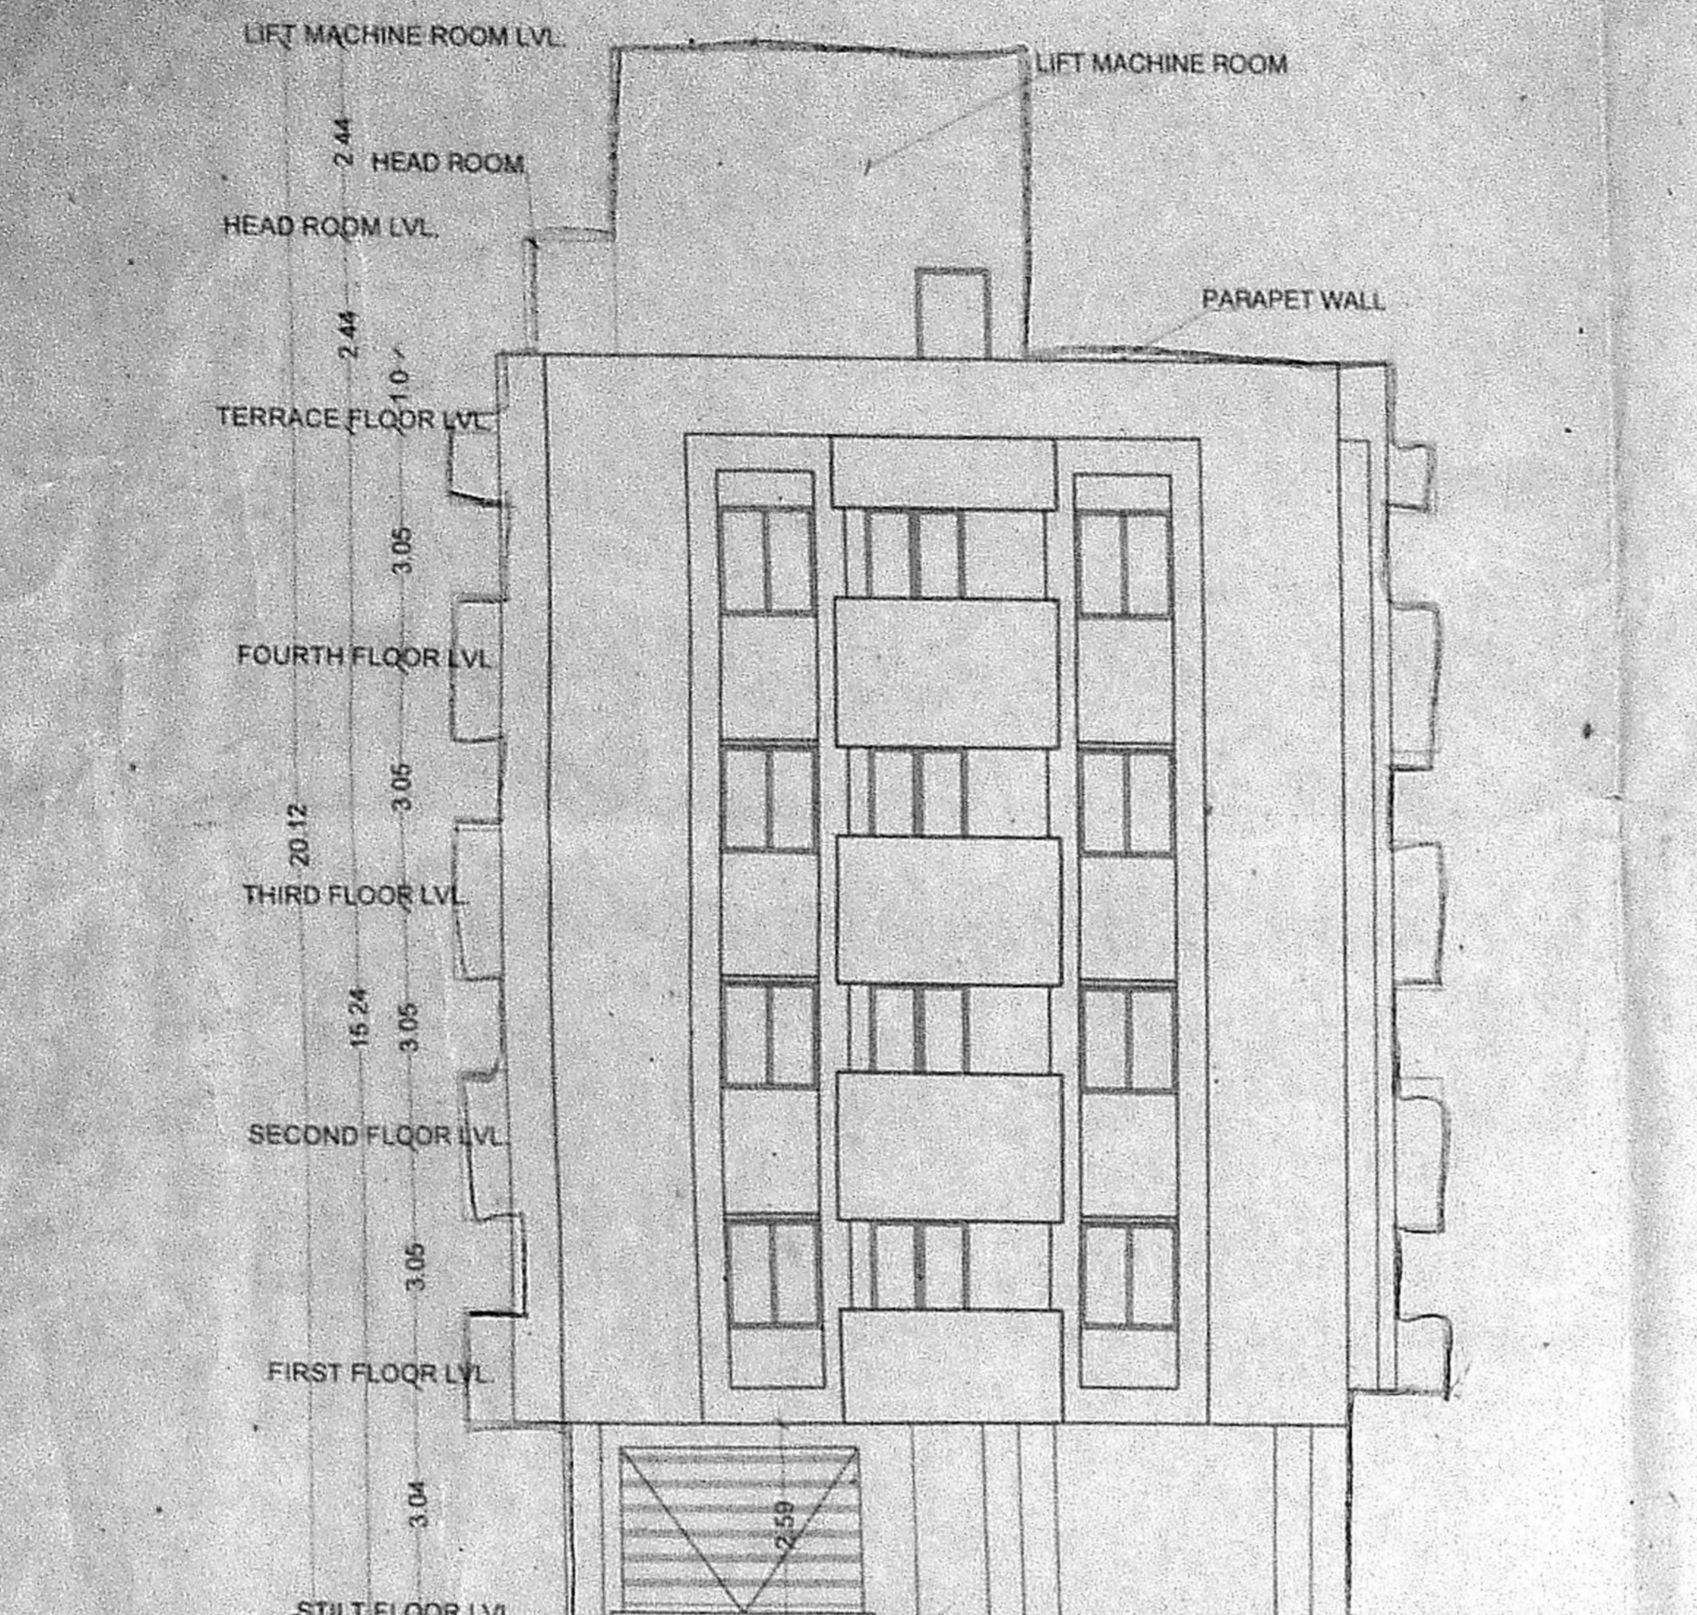 LIFT MACHINE ROOM LVL.
LIFT MACHINE ROOM
2.44
HEAD ROOM
HEAD ROOM LVL.
PARAPET WALL
2.44
1.0
TERRACE FLOOR LVL.
3.05
FOURTH FLOOR LVL
3.05
20.12
THIRD FLOOR LVL.
15.24
3.05
SECOND FLOOR LVL.
3.05
FIRST FLOOR LVL.
3.04
2.59
STILT FLOOR LVL